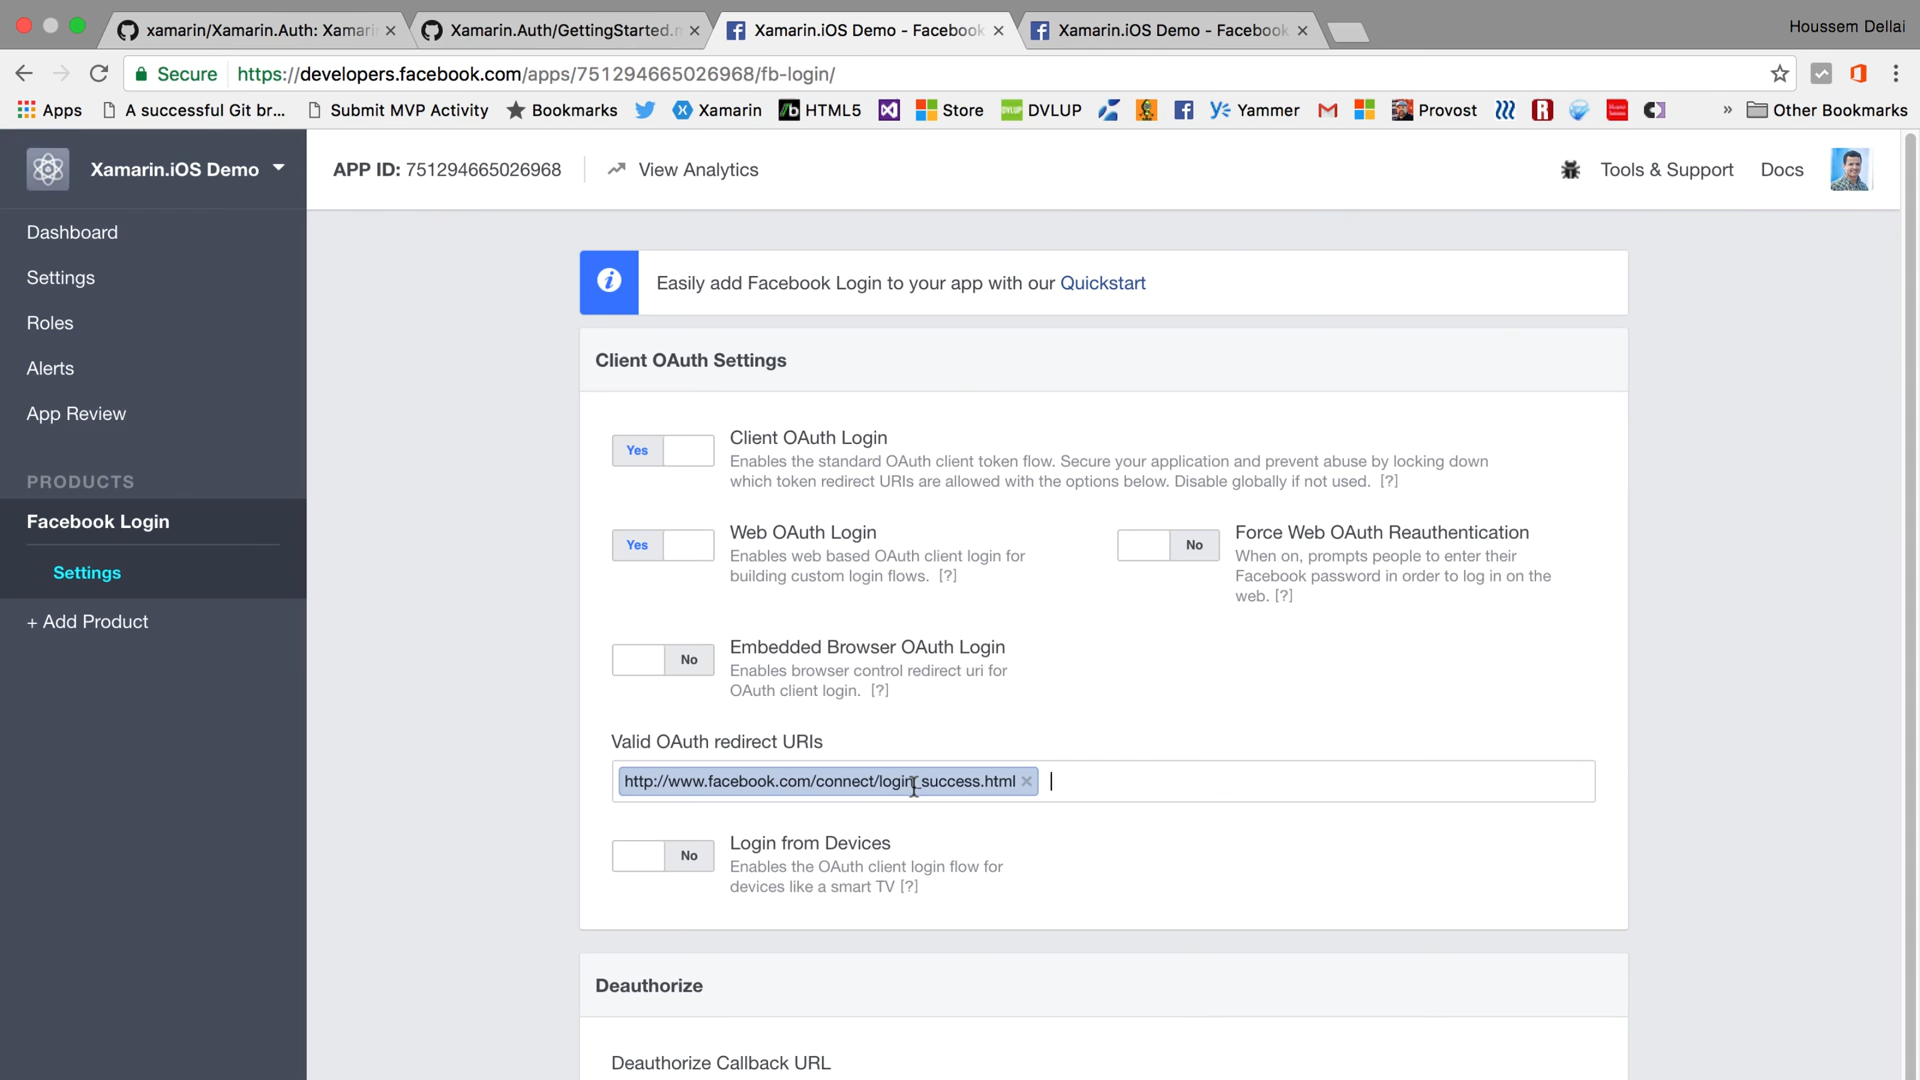 xamarin/Xamarin.Auth: Xamari
Xamarin.Auth/GettingStarted.m
Xamarin.iOS Demo - Facebook
Xamarin.iOS Demo - Facebook
Houssem Dellai
Secure
https://developers.facebook.com/apps/751294665026968/fb-login/
Apps
A successful Git br...
Submit MVP Activity
Bookmarks
Xamarin
HTML5
Store
DVLUP
Yammer
Provost
Other Bookmarks
Xamarin.iOS Demo
APP ID: 751294665026968
View Analytics
Tools & Support
Docs
Dashboard
Settings
Roles
Alerts
App Review
PRODUCTS
Facebook Login
Settings
+ Add Product
Easily add Facebook Login to your app with our Quickstart
Client OAuth Settings
Yes
Client OAuth Login
Enables the standard OAuth client token flow. Secure your application and prevent abuse by locking down
which token redirect URIs are allowed with the options below. Disable globally if not used. [?]
Yes
Web OAuth Login
Enables web based OAuth client login for
building custom login flows. [?]
No
Force Web OAuth Reauthentication
When on, prompts people to enter their
Facebook password in order to log in on the
web. [?]
No
Embedded Browser OAuth Login
Enables browser control redirect uri for
OAuth client login. [?]
Valid OAuth redirect URIs
http://www.facebook.com/connect/login_success.html
No
Login from Devices
Enables the OAuth client login flow for
devices like a smart TV [?]
Deauthorize
Deauthorize Callback URL